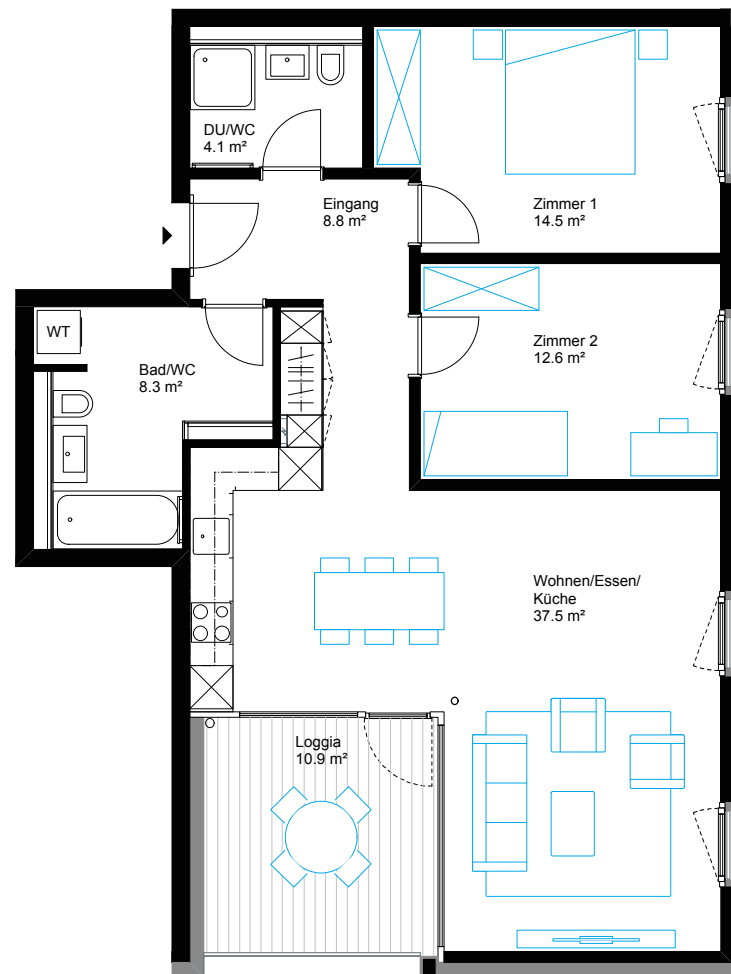 DU/WC
4.1 m²
Eingang
8.8 m²
Zimmer 1
14.5 m²
WT
Bad/WC
8.3 m²
Zimmer 2
12.6 m²
Wohnen/Essen/
Küche
37.5 m²
Loggia
10.9 m²